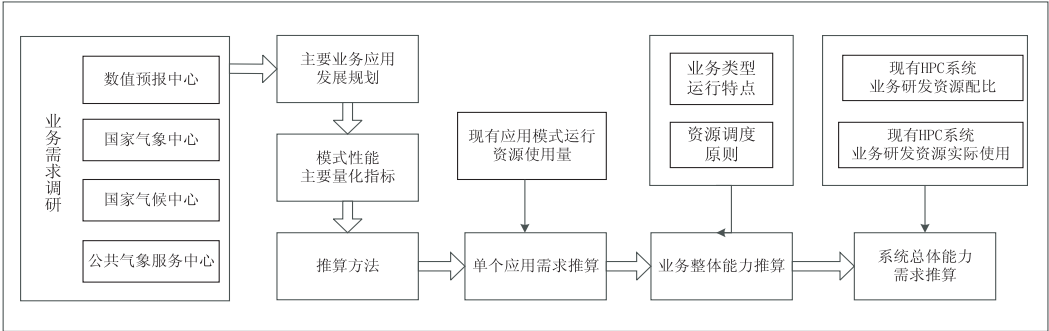 业务需求调研
数值预报中心
国家气象中心
国家气候中心
公共气象服务中心
主要业务应用
发展规划
模式性能
主要量化指标
推算方法
现有应用模式运行
资源使用量
单个应用需求推算
业务类型
运行特点
资源调度
原则
业务整体能力推算
现有HPC系统
业务研发资源配比
现有HPC系统
业务研发资源实际使用
系统总体能力
需求推算